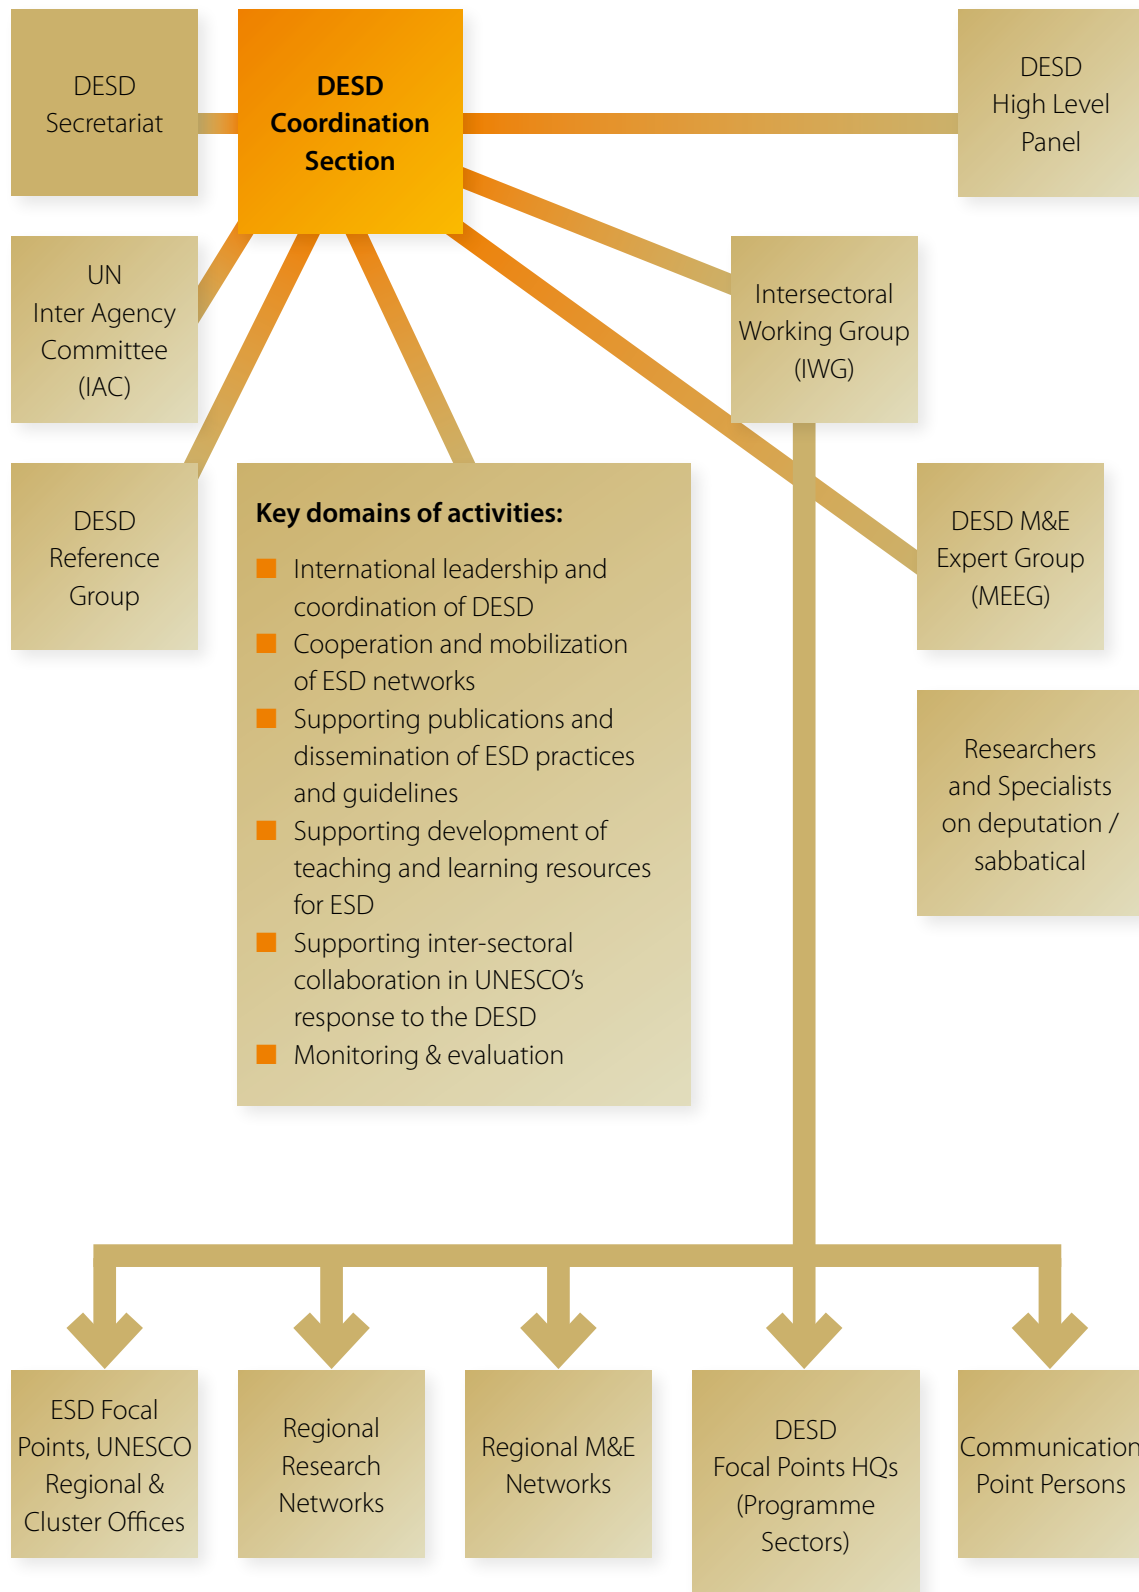 DESD
Secretariat
DESD
Coordination
Section
DESD
High Level
Panel
UN
Inter Agency
Committee
(IAC)
Intersectoral
Working Group
(IWG)
DESD
Reference
Group
Key domains of activities:
International leadership and
coordination of DESD
Cooperation and mobilization
of ESD networks
Supporting publications and
dissemination of ESD practices
and guidelines
Supporting development of
teaching and learning resources
for ESD
Supporting inter-sectoral
collaboration in UNESCO’s
response to the DESD
Monitoring & evaluation
DESD M&E
Expert Group
(MEEG)
Researchers
and Specialists
on deputation /
sabbatical
ESD Focal
Points, UNESCO
Regional &
Cluster Offices
Regional
Research
Networks
Regional M&E
Networks
DESD
Focal Points HQs
(Programme
Sectors)
Communication
Point Persons